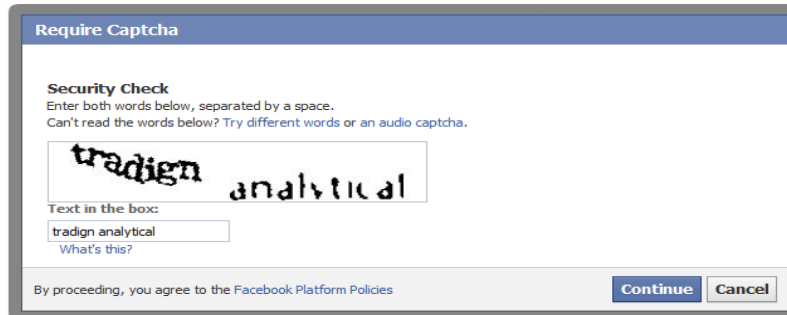 Require Captcha
Security Check
Enter both words below, separated by a space.
Can't read the words below? Try different words or an audio captcha.
tradign analytical
Text in the box:
tradign analytical
What's this?
By proceeding, you agree to the Facebook Platform Policies
Continue Cancel